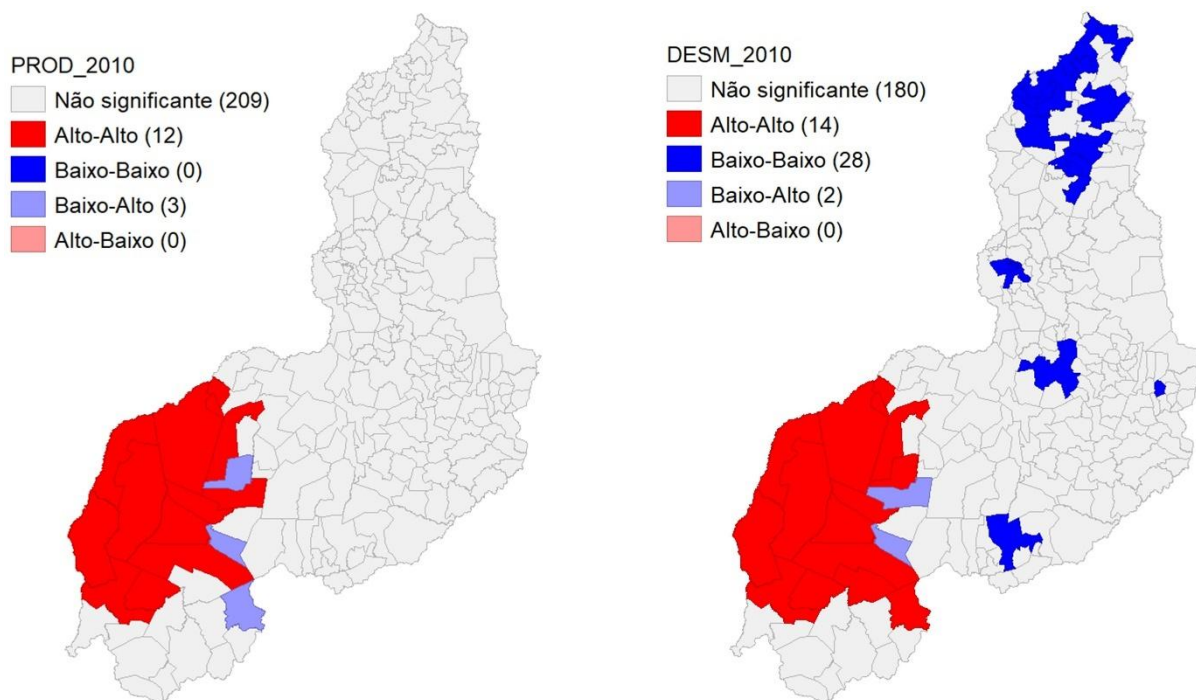 PROD_2010
Não significante (209)
Alto-Alto (12)
Baixo-Baixo (0)
Baixo-Alto (3)
Alto-Baixo (0)
DESM_2010
Não significante (180)
Alto-Alto (14)
Baixo-Baixo (28)
Baixo-Alto (2)
Alto-Baixo (0)